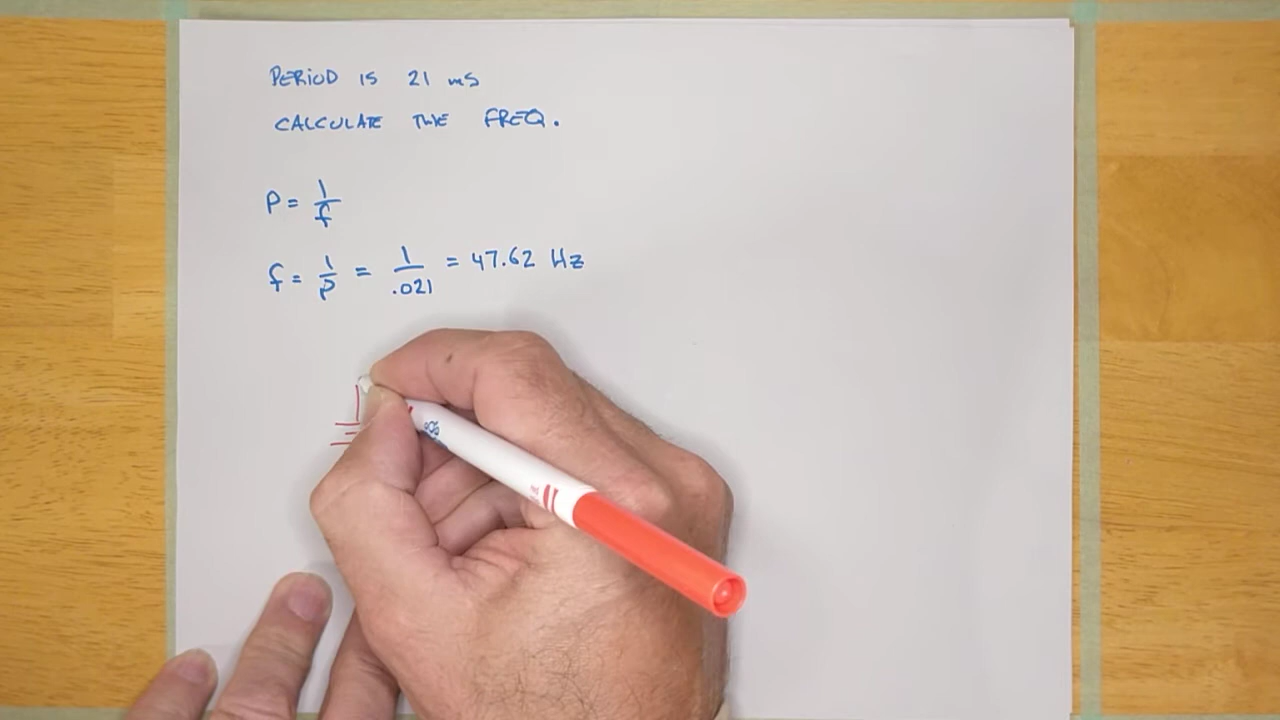 PERIOD IS 21 mS
CALCULATE THE FREQ.
P = 1/f
f = 1/P = 1/.021 = 47.62 Hz